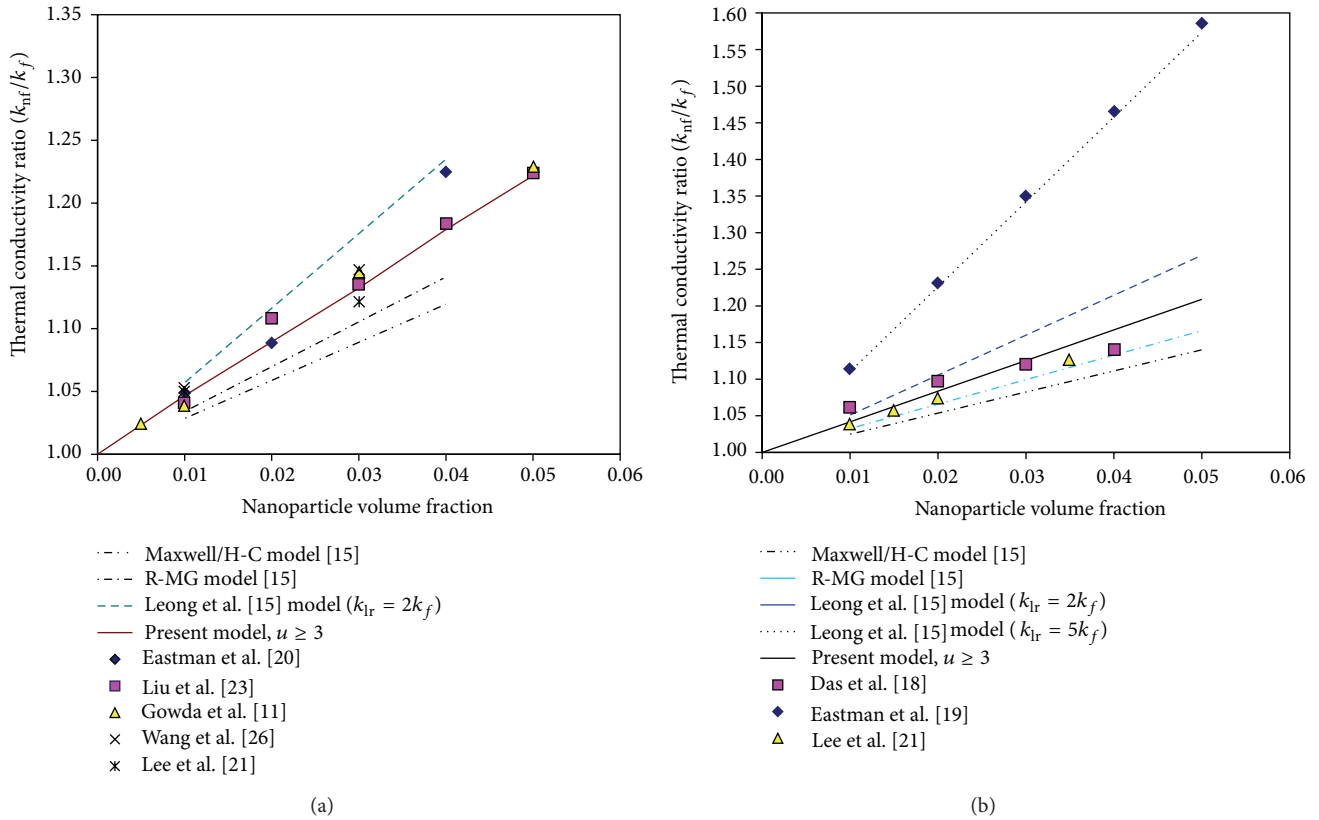 Thermal conductivity ratio (k_nf/k_f)
1.35
1.30
1.25
1.20
1.15
1.10
1.05
1.00
0.00 0.01 0.02 0.03 0.04 0.05 0.06
Nanoparticle volume fraction
Maxwell/H-C model [15]
R-MG model [15]
Leong et al. [15] model (k_lr = 2k_f)
Present model, u ≥ 3
Eastman et al. [20]
Liu et al. [23]
Gowda et al. [11]
Wang et al. [26]
Lee et al. [21]
(a)
Thermal conductivity ratio (k_nf/k_f)
1.60
1.55
1.50
1.45
1.40
1.35
1.30
1.25
1.20
1.15
1.10
1.05
1.00
0.00 0.01 0.02 0.03 0.04 0.05 0.06
Nanoparticle volume fraction
Maxwell/H-C model [15]
R-MG model [15]
Leong et al. [15] model ( k_lr = 2k_f)
Leong et al. [15] model ( k_lr = 5k_f)
Present model, u ≥ 3
Das et al. [18]
Eastman et al. [19]
Lee et al. [21]
(b)